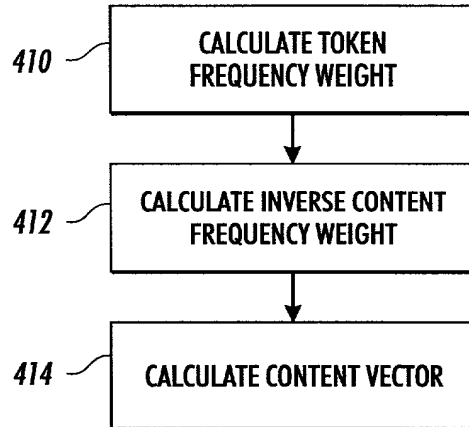 410
CALCULATE TOKEN
FREQUENCY WEIGHT
412
CALCULATE INVERSE CONTENT
FREQUENCY WEIGHT
414
CALCULATE CONTENT VECTOR